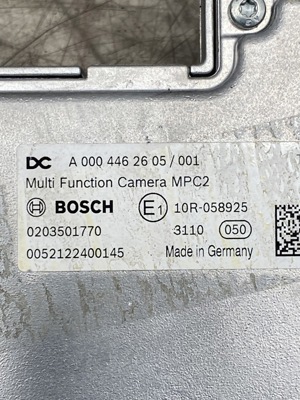 DC A 000 446 26 05 / 001
Multi Function Camera MPC2
BOSCH E1 10R-058925
0203501770 3110 050
0052122400145 Made in Germany